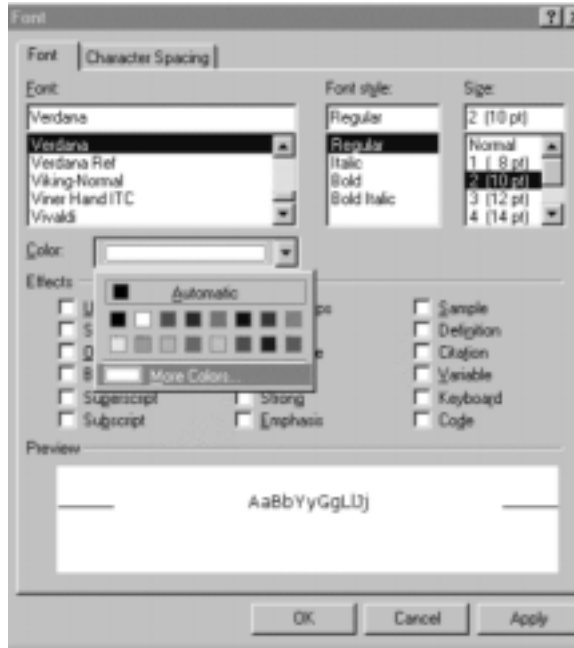 Font
Font Character Spacing
Font: Font style: Size:
Verdana Regular 2 (10 pt)
Verdana Regular Normal
Verdana Ref Italic 1 ( 8 pt)
Viking-Normal Bold 2 (10 pt)
Viner Hand ITC Bold Italic 3 (12 pt)
Vivaldi 4 (14 pt)
Color:
Effects
Automatic
U ps Sample
S Definition
O e Citation
B Variable
More Colors...
Superscript Strong Keyboard
Subscript Emphasis Code
Preview
AaBbYyGgLlJj
OK Cancel Apply